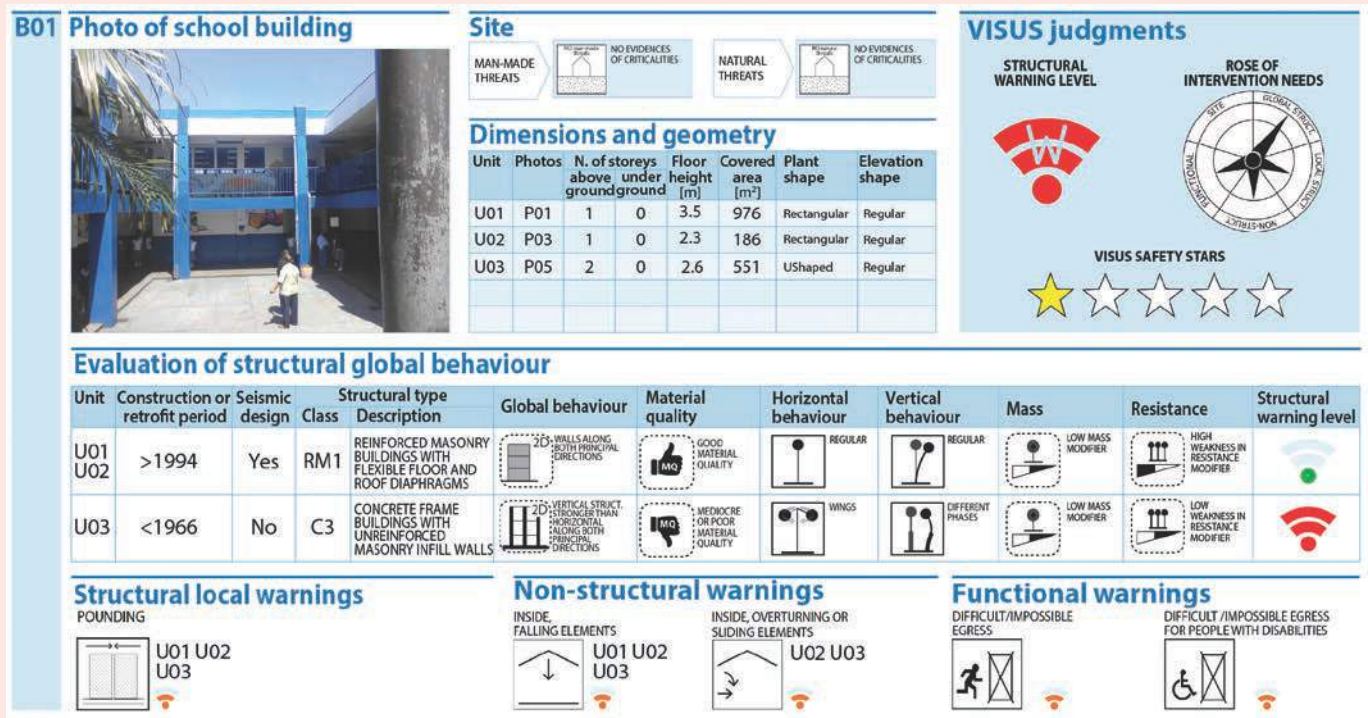 B01
Photo of school building
Site
MAN-MADE
THREATS
NO EVIDENCES
OF CRITICALITIES
NATURAL
THREATS
NO EVIDENCES
OF CRITICALITIES
Dimensions and geometry
Unit Photos N. of storeys Floor Covered Plant Elevation
above under height area shape shape
ground ground [m] [m²]
U01 P01 1 0 3.5 976 Rectangular Regular
U02 P03 1 0 2.3 186 Rectangular Regular
U03 P05 2 0 2.6 551 UShaped Regular
VISUS judgments
STRUCTURAL
WARNING LEVEL
W
ROSE OF
INTERVENTION NEEDS
SITE
GLOBAL STRUCT.
LOCAL STRUCT.
NON-STRUCT
FUNCTIONAL
VISUS SAFETY STARS
Evaluation of structural global behaviour
Unit Construction or Seismic Structural type Global behaviour Material Horizontal Vertical Mass Resistance Structural
retrofit period design Class Description quality behaviour behaviour warning level
U01
U02
>1994
Yes
RM1
REINFORCED MASONRY
BUILDINGS WITH
FLEXIBLE FLOOR AND
ROOF DIAPHRAGMS
2D
WALLS ALONG
BOTH PRINCIPAL
DIRECTIONS
MQ
GOOD
MATERIAL
QUALITY
REGULAR
REGULAR
LOW MASS
MODIFIER
HIGH
WEAKNESS IN
RESISTANCE
MODIFIER
U03
<1966
No
C3
CONCRETE FRAME
BUILDINGS WITH
UNREINFORCED
MASONRY INFILL WALLS
2D
VERTICAL STRUCT.
STRONGER THAN
HORIZONTAL
ALONG BOTH
PRINCIPAL
DIRECTIONS
MQ
MEDIOCRE
OR POOR
MATERIAL
QUALITY
WINGS
DIFFERENT
PHASES
LOW MASS
MODIFIER
LOW
WEAKNESS IN
RESISTANCE
MODIFIER
Structural local warnings
POUNDING
U01 U02
U03
Non-structural warnings
INSIDE,
FALLING ELEMENTS
U01 U02
U03
INSIDE, OVERTURNING OR
SLIDING ELEMENTS
U02 U03
Functional warnings
DIFFICULT/IMPOSSIBLE
EGRESS
DIFFICULT /IMPOSSIBLE EGRESS
FOR PEOPLE WITH DISABILITIES